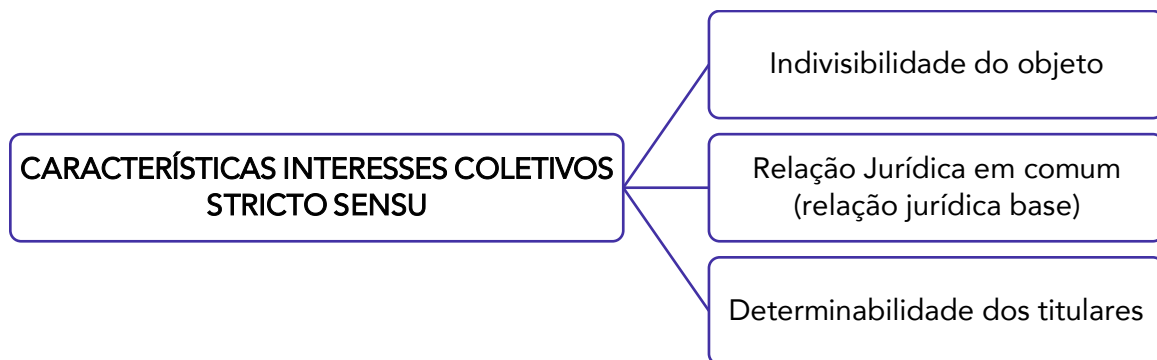 CARACTERÍSTICAS INTERESSES COLETIVOS
STRICTO SENSU
Indivisibilidade do objeto
Relação Jurídica em comum
(relação jurídica base)
Determinabilidade dos titulares